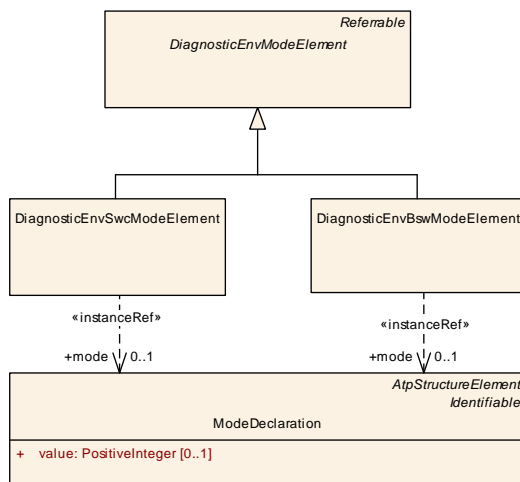 Referrable
DiagnosticEnvModeElement
DiagnosticEnvSwcModeElement
DiagnosticEnvBswModeElement
«instanceRef»
«instanceRef»
+mode 0..1
+mode 0..1
AtpStructureElement
Identifiable
ModeDeclaration
+ value: PositiveInteger [0..1]